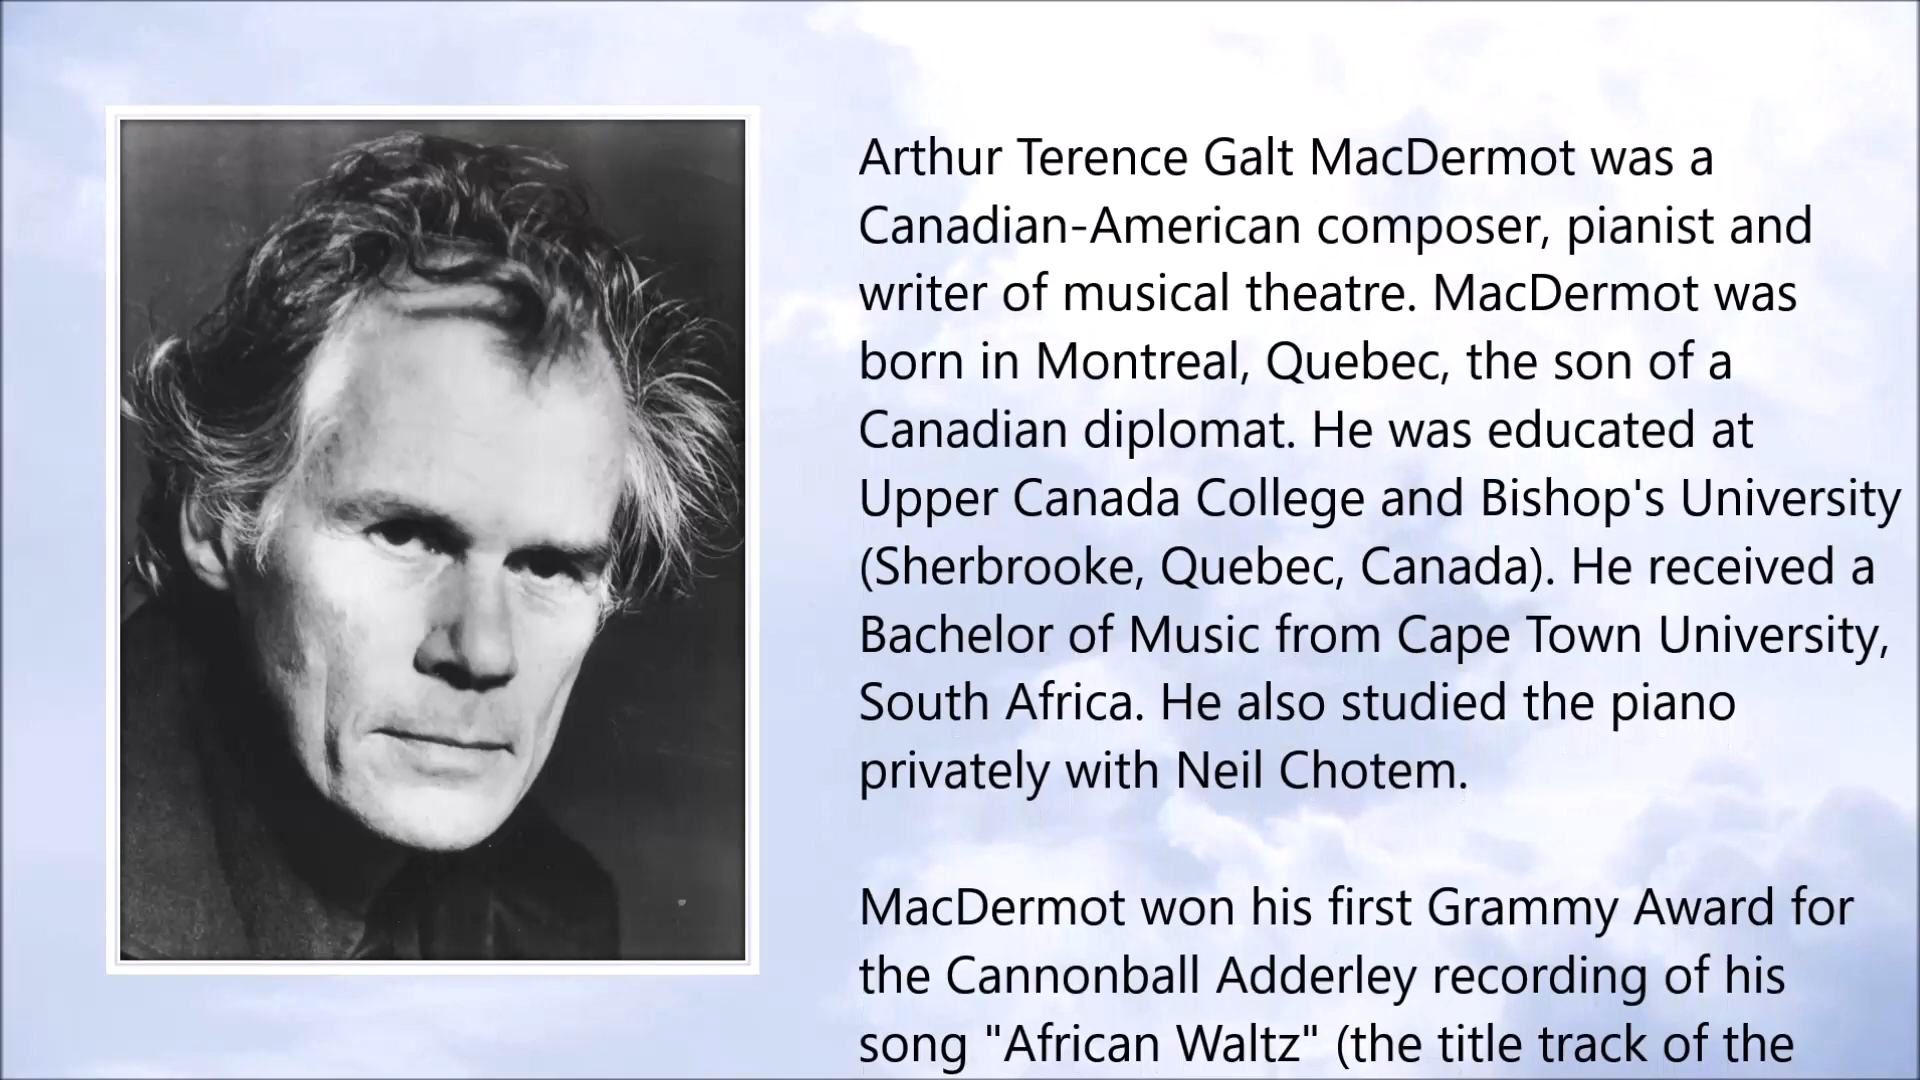 Arthur Terence Galt MacDermot was a
Canadian-American composer, pianist and
writer of musical theatre. MacDermot was
born in Montreal, Quebec, the son of a
Canadian diplomat. He was educated at
Upper Canada College and Bishop's University
(Sherbrooke, Quebec, Canada). He received a
Bachelor of Music from Cape Town University,
South Africa. He also studied the piano
privately with Neil Chotem.
MacDermot won his first Grammy Award for
the Cannonball Adderley recording of his
song "African Waltz" (the title track of the